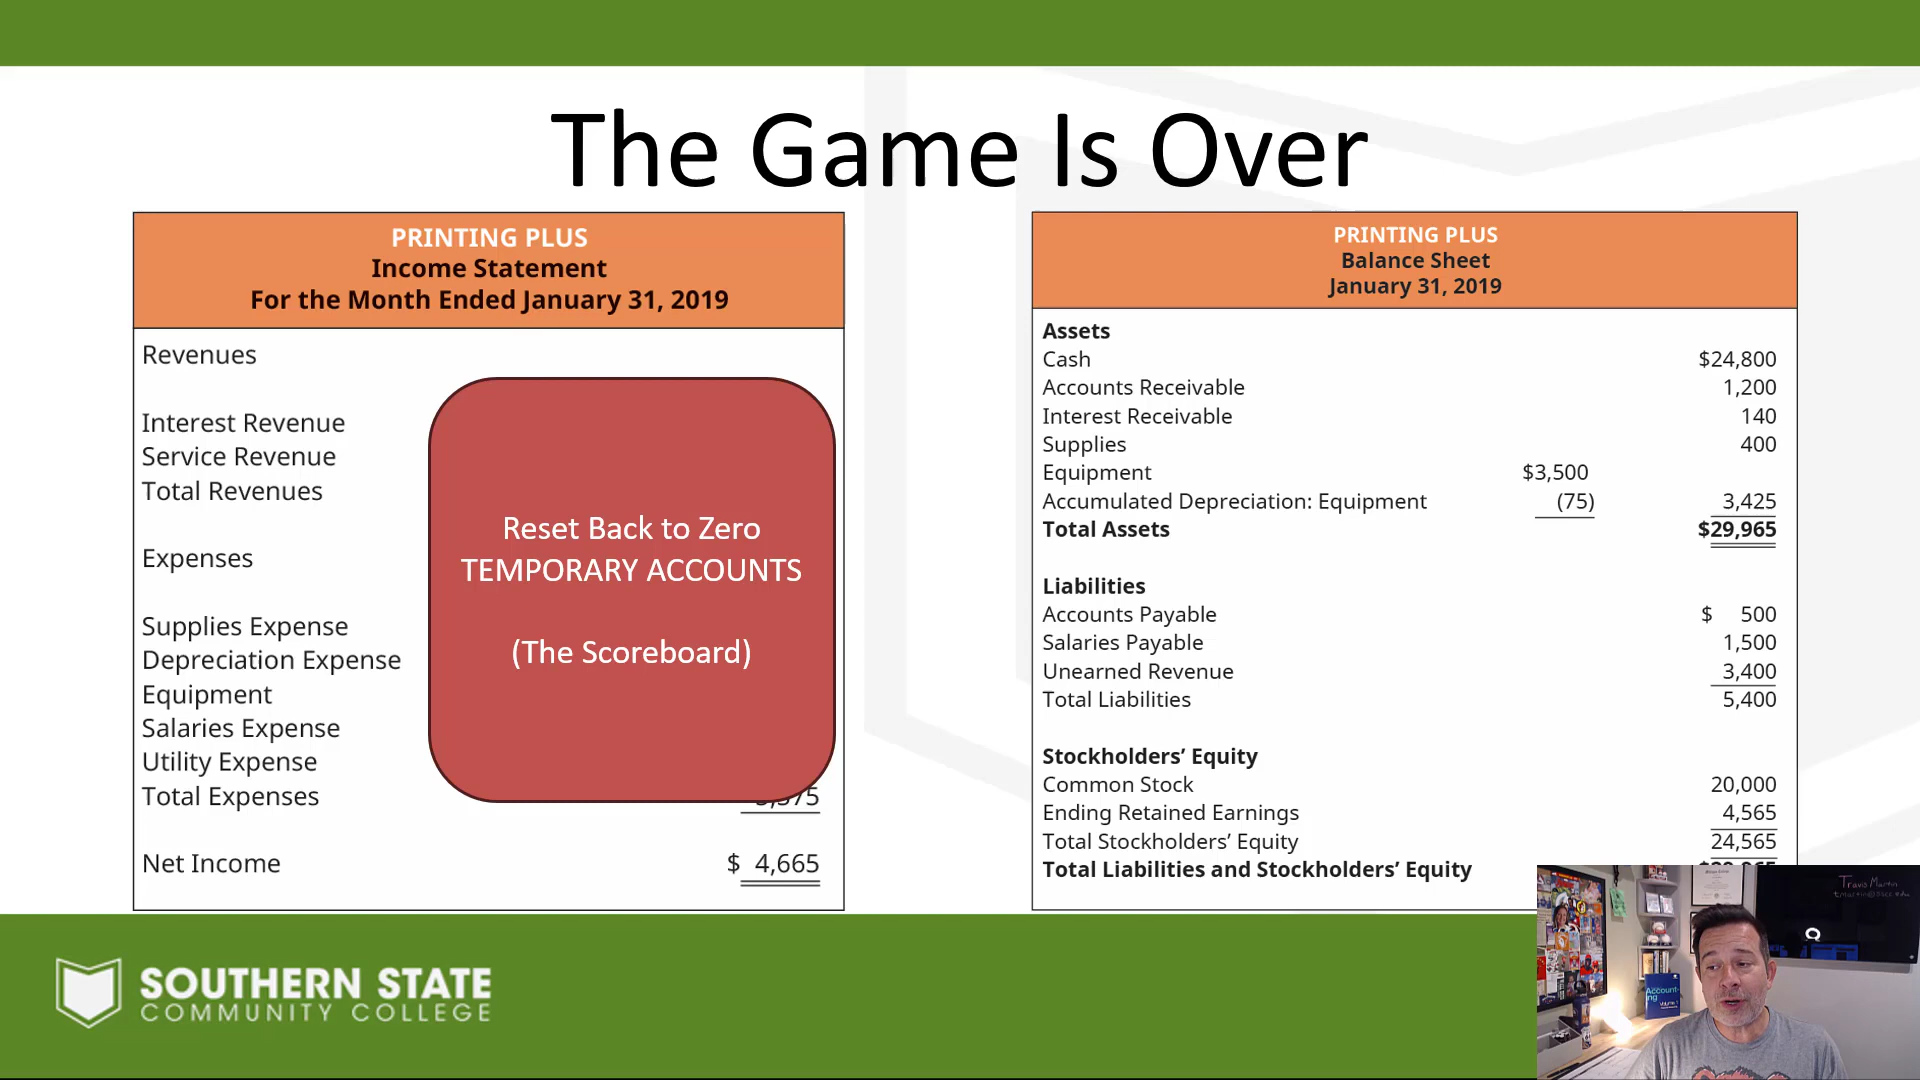 The Game Is Over
PRINTING PLUS
Income Statement
For the Month Ended January 31, 2019
Revenues
Interest Revenue
Service Revenue
Total Revenues
Expenses
Supplies Expense
Depreciation Expense
Equipment
Salaries Expense
Utility Expense
Total Expenses
Net Income $ 4,665
Reset Back to Zero
TEMPORARY ACCOUNTS
(The Scoreboard)
PRINTING PLUS
Balance Sheet
January 31, 2019
Assets
Cash $24,800
Accounts Receivable 1,200
Interest Receivable 140
Supplies 400
Equipment $3,500
Accumulated Depreciation: Equipment (75) 3,425
Total Assets $29,965
Liabilities
Accounts Payable $ 500
Salaries Payable 1,500
Unearned Revenue 3,400
Total Liabilities 5,400
Stockholders’ Equity
Common Stock 20,000
Ending Retained Earnings 4,565
Total Stockholders’ Equity 24,565
Total Liabilities and Stockholders’ Equity
SOUTHERN STATE
COMMUNITY COLLEGE
Travis Martin
Account-
ing